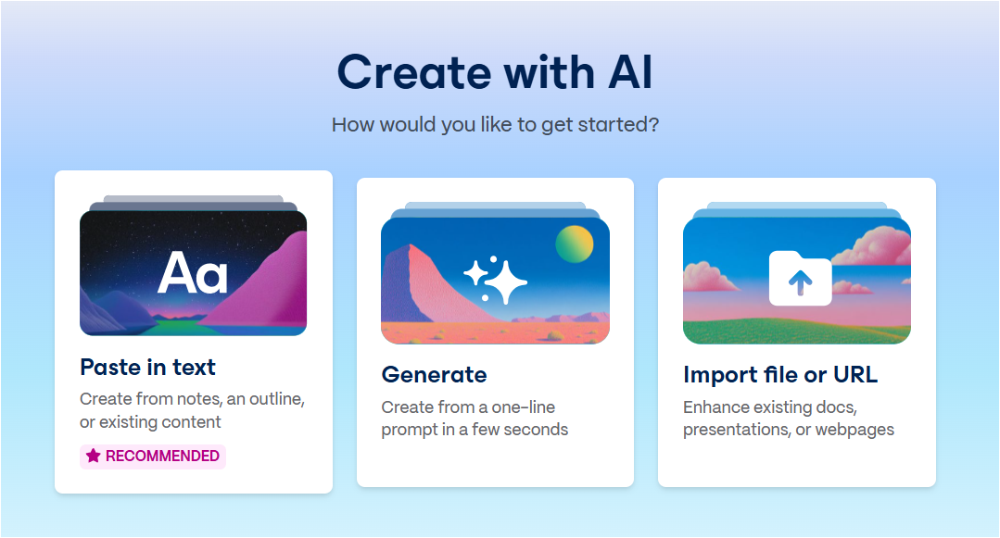 Create with AI
How would you like to get started?
Aa
Paste in text
Create from notes, an outline,
or existing content
RECOMMENDED
Generate
Create from a one-line
prompt in a few seconds
Import file or URL
Enhance existing docs,
presentations, or webpages